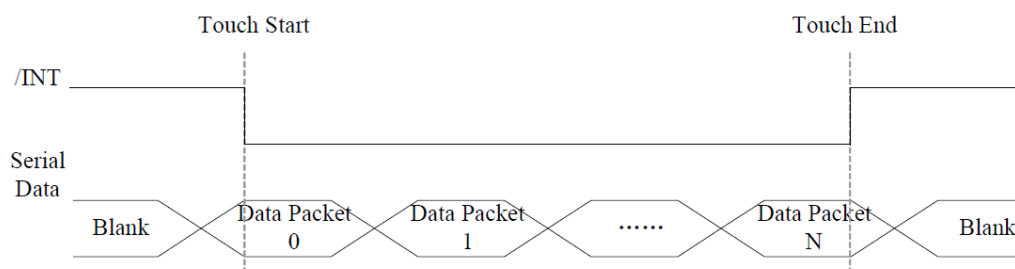 Touch Start
Touch End
/INT
Serial
Data
Blank
Data Packet
0
Data Packet
1
......
Data Packet
N
Blank